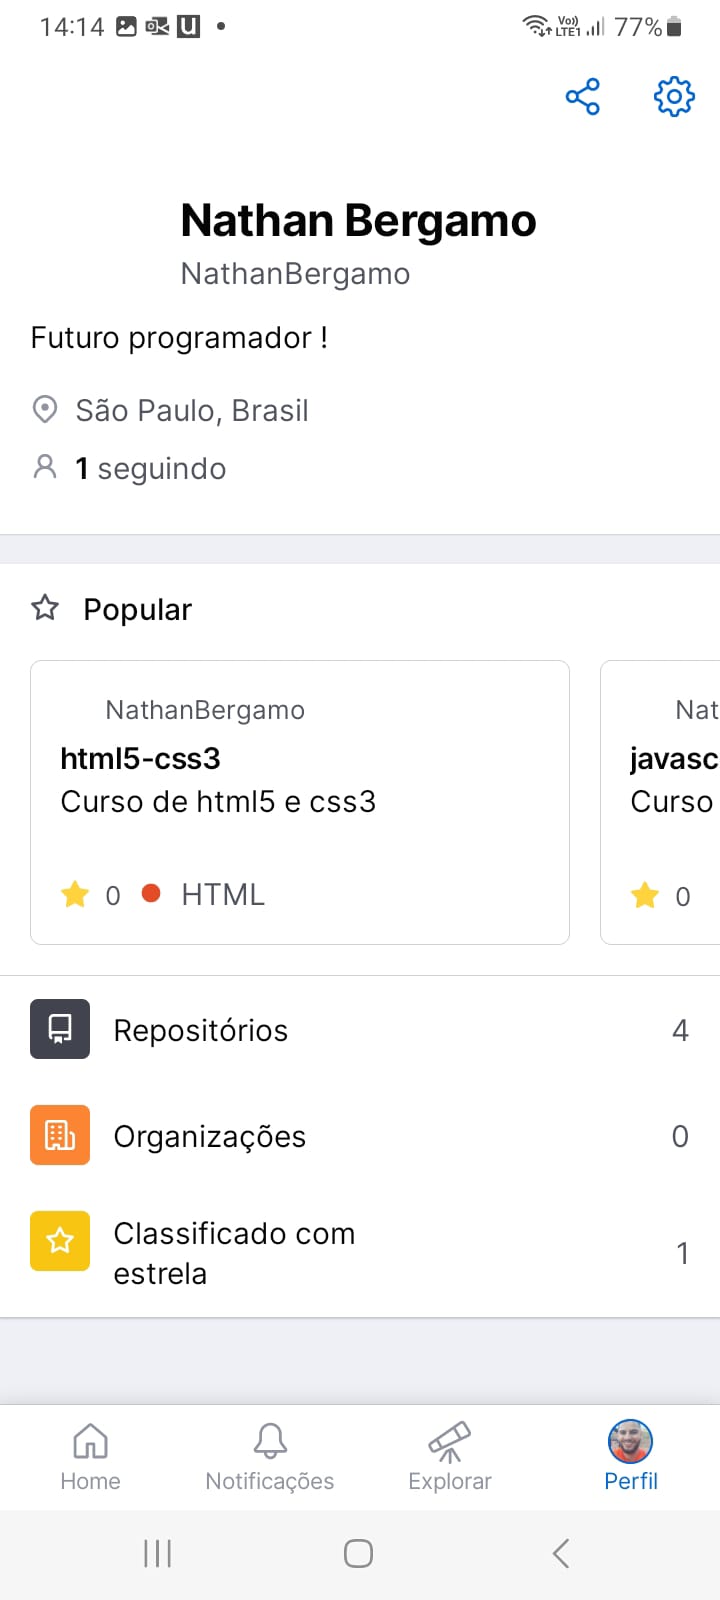 14:14
Vo))
LTE1
77%
Nathan Bergamo
NathanBergamo
Futuro programador !
São Paulo, Brasil
1 seguindo
Popular
NathanBergamo
html5-css3
Curso de html5 e css3
0 HTML
Nat
javasc
Curso
0
Repositórios 4
Organizações 0
Classificado com
estrela
1
Home Notificações Explorar Perfil